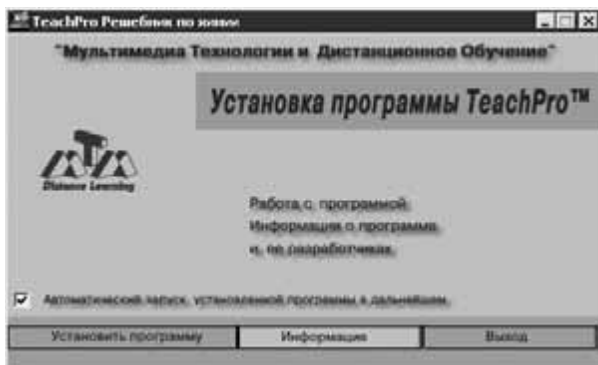 TeachPro Решебник по химии
"Мультимедиа Технологии и Дистанционное Обучение"
Установка программы TeachPro™
Distance Learning
Работа с программой.
Информация о программе
и, ее разработчиках.
Автоматический запуск, установленной программы в дальнейшем.
Установить программу
Информация
Выход